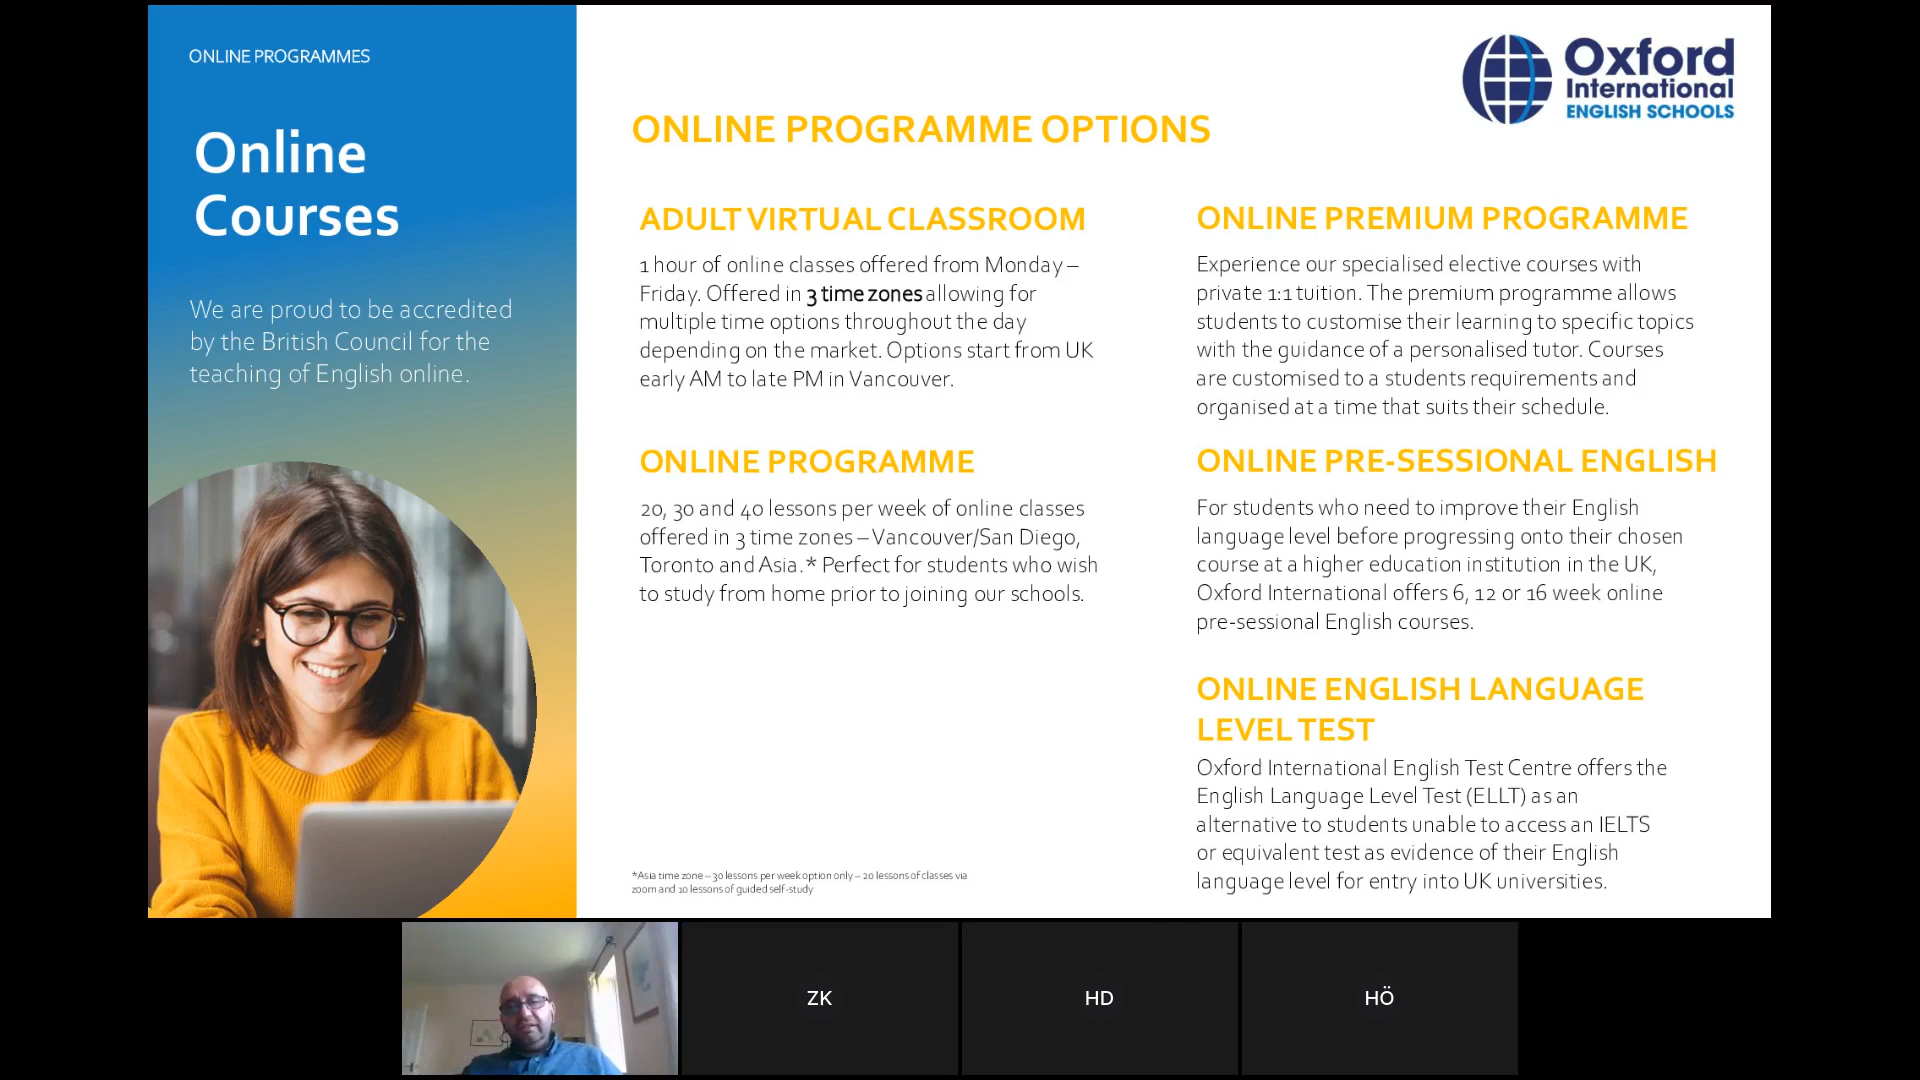 ONLINE PROGRAMMES
Online
Courses
We are proud to be accredited
by the British Council for the
teaching of English online.
Oxford
International
ENGLISH SCHOOLS
ONLINE PROGRAMME OPTIONS
ADULT VIRTUAL CLASSROOM
1 hour of online classes offered from Monday –
Friday. Offered in 3 time zones allowing for
multiple time options throughout the day
depending on the market. Options start from UK
early AM to late PM in Vancouver.
ONLINE PROGRAMME
20, 30 and 40 lessons per week of online classes
offered in 3 time zones – Vancouver/San Diego,
Toronto and Asia.* Perfect for students who wish
to study from home prior to joining our schools.
*Asia time zone – 30 lessons per week option only – 20 lessons of classes via
zoom and 10 lessons of guided self-study
ONLINE PREMIUM PROGRAMME
Experience our specialised elective courses with
private 1:1 tuition. The premium programme allows
students to customise their learning to specific topics
with the guidance of a personalised tutor. Courses
are customised to a students requirements and
organised at a time that suits their schedule.
ONLINE PRE-SESSIONAL ENGLISH
For students who need to improve their English
language level before progressing onto their chosen
course at a higher education institution in the UK,
Oxford International offers 6, 12 or 16 week online
pre-sessional English courses.
ONLINE ENGLISH LANGUAGE
LEVEL TEST
Oxford International English Test Centre offers the
English Language Level Test (ELLT) as an
alternative to students unable to access an IELTS
or equivalent test as evidence of their English
language level for entry into UK universities.
ZK
HD
HÖ